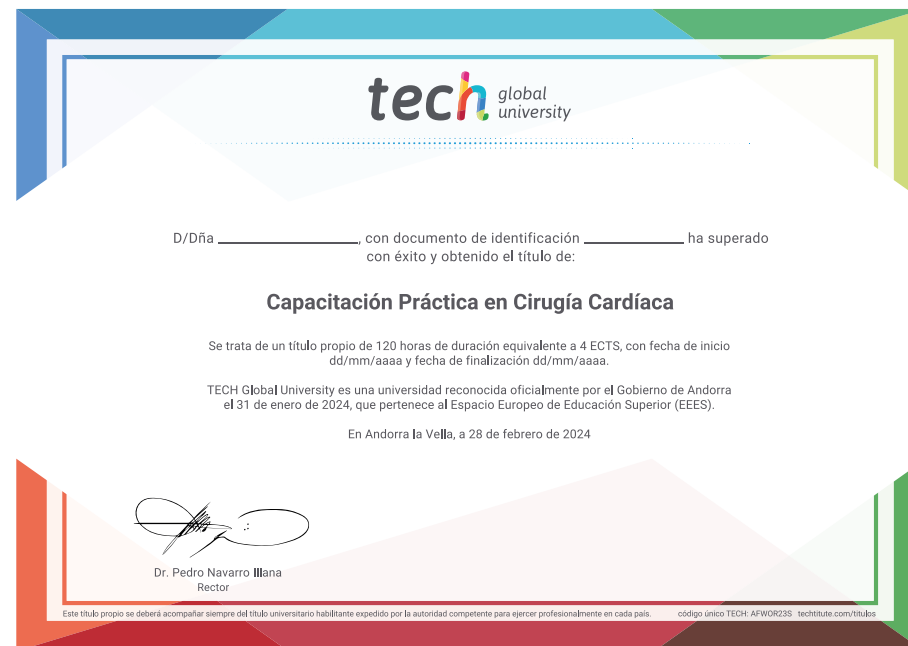 tech global university
D/Dña ____________________, con documento de identificación ______________ ha superado
con éxito y obtenido el título de:
Capacitación Práctica en Cirugía Cardíaca
Se trata de un título propio de 120 horas de duración equivalente a 4 ECTS, con fecha de inicio
dd/mm/aaaa y fecha de finalización dd/mm/aaaa.
TECH Global University es una universidad reconocida oficialmente por el Gobierno de Andorra
el 31 de enero de 2024, que pertenece al Espacio Europeo de Educación Superior (EEES).
En Andorra la Vella, a 28 de febrero de 2024
Dr. Pedro Navarro Illana
Rector
Este título propio se deberá acompañar siempre del título universitario habilitante expedido por la autoridad competente para ejercer profesionalmente en cada país. código único TECH: AFWOR23S techtitute.com/titulos